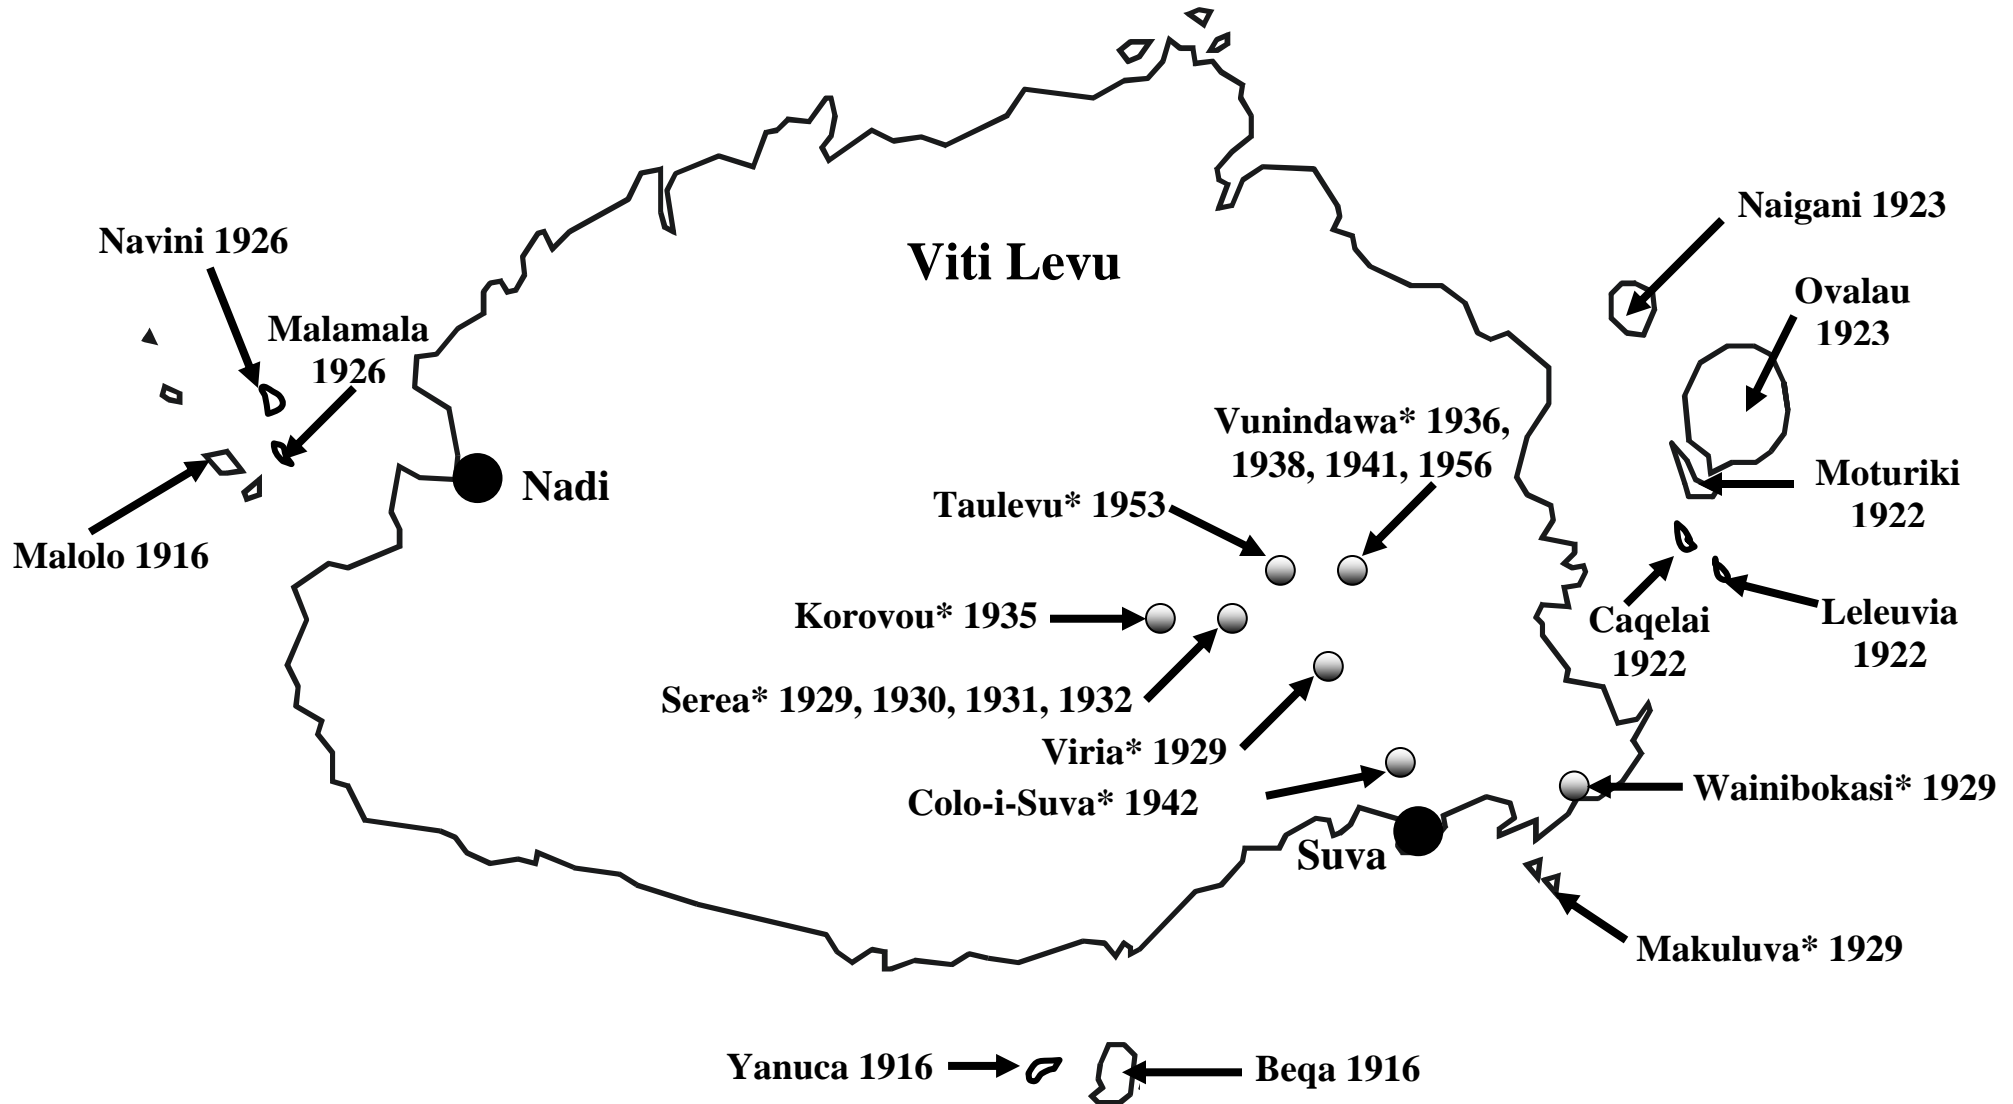 Naigani 1923
Navini 1926
Viti Levu
Ovalau
1923
Malamala
1926
Vunindawa* 1936,
1938, 1941, 1956
Nadi
Moturiki
1922
Taulevu* 1953
Malolo 1916
Korovou* 1935
Caqelai
1922
Leleuvia
1922
Serea* 1929, 1930, 1931, 1932
Viria* 1929
Colo-i-Suva* 1942
Wainibokasi* 1929
Suva
Makuluva* 1929
Yanuca 1916
Beqa 1916